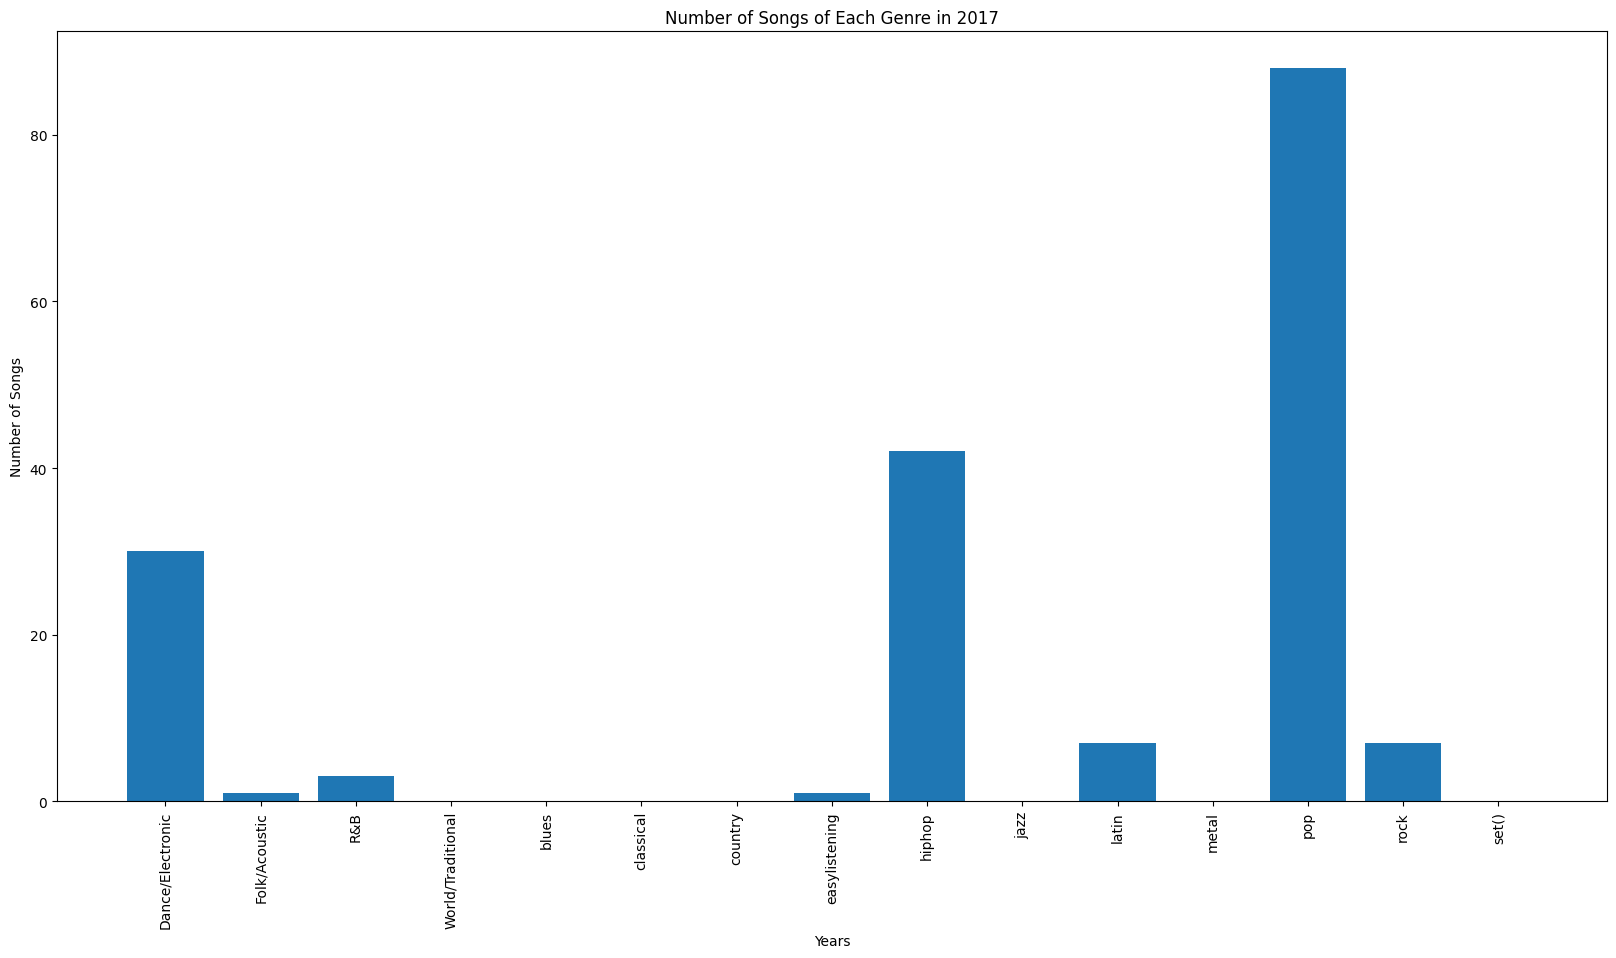 Number of Songs of Each Genre in 2017
Number of Songs
80
60
40
20
0
Dance/Electronic
Folk/Acoustic
R&B
World/Traditional
blues
classical
country
easylistening
hiphop
jazz
latin
metal
pop
rock
set()
Years